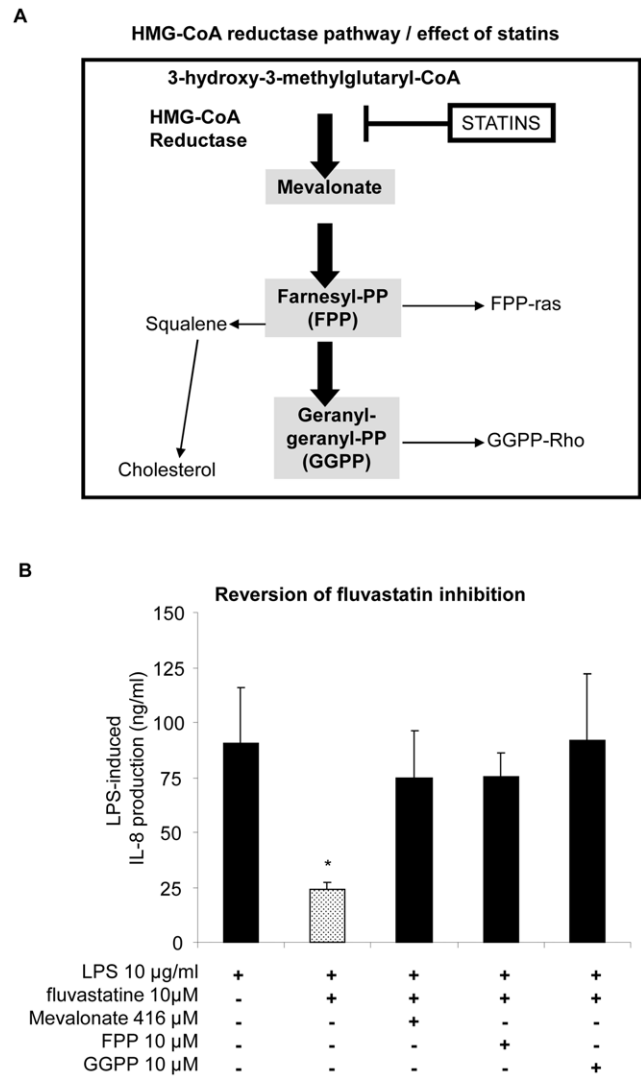 A
HMG-CoA reductase pathway / effect of statins
3-hydroxy-3-methylglutaryl-CoA
HMG-CoA
Reductase
STATINS
Mevalonate
Farnesyl-PP
(FPP)
FPP-ras
Squalene
Geranyl-
geranyl-PP
(GGPP)
GGPP-Rho
Cholesterol
B
Reversion of fluvastatin inhibition
LPS-induced
IL-8 production (ng/ml)
150
125
100
75
50
25
0
*
LPS 10 µg/ml + + + + +
fluvastatine 10µM - + + + +
Mevalonate 416 µM - - + - -
FPP 10 µM - - - + -
GGPP 10 µM - - - - +